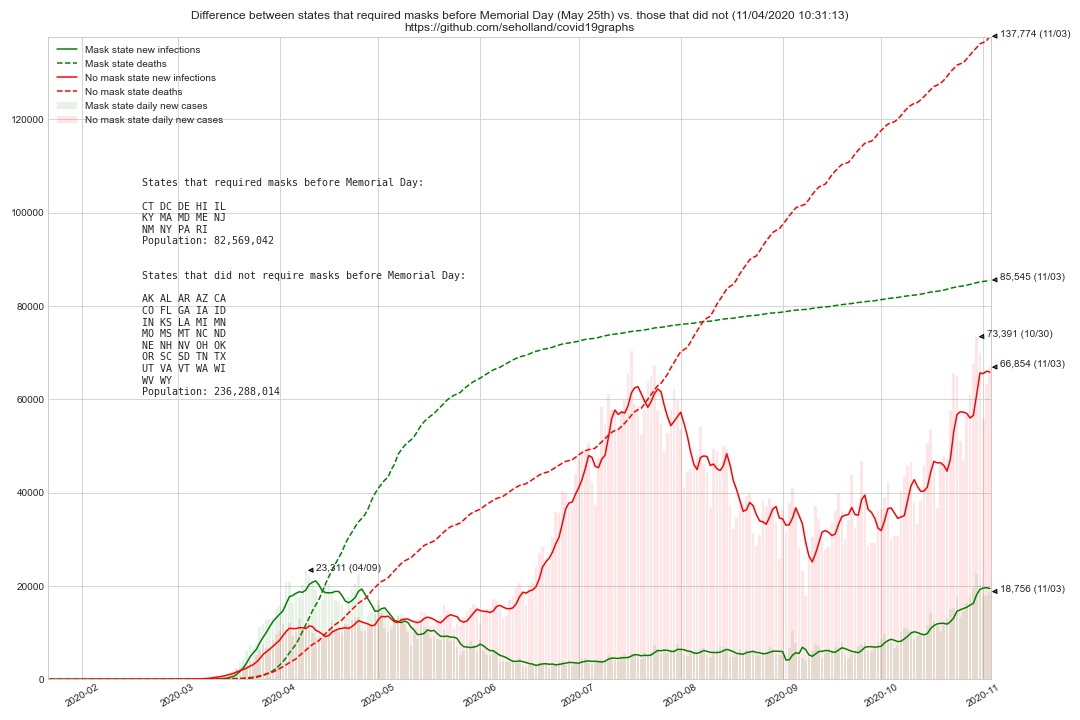 Difference between states that required masks before Memorial Day (May 25th) vs. those that did not (11/04/2020 10:31:13)
https://github.com/seholland/covid19graphs
Mask state new infections
Mask state deaths
No mask state new infections
No mask state deaths
Mask state daily new cases
No mask state daily new cases
States that required masks before Memorial Day:
CT DC DE HI IL
KY MA MD ME NJ
NM NY PA RI
Population: 82,569,042
States that did not require masks before Memorial Day:
AK AL AR AZ CA
CO FL GA IA ID
IN KS LA MI MN
MO MS MT NC ND
NE NH NV OH OK
OR SC SD TN TX
UT VA VT WA WI
WV WY
Population: 236,288,014
137,774 (11/03)
85,545 (11/03)
73,391 (10/30)
66,854 (11/03)
23,311 (04/09)
18,756 (11/03)
120000
100000
80000
60000
40000
20000
0
2020-02
2020-03
2020-04
2020-05
2020-06
2020-07
2020-08
2020-09
2020-10
2020-11